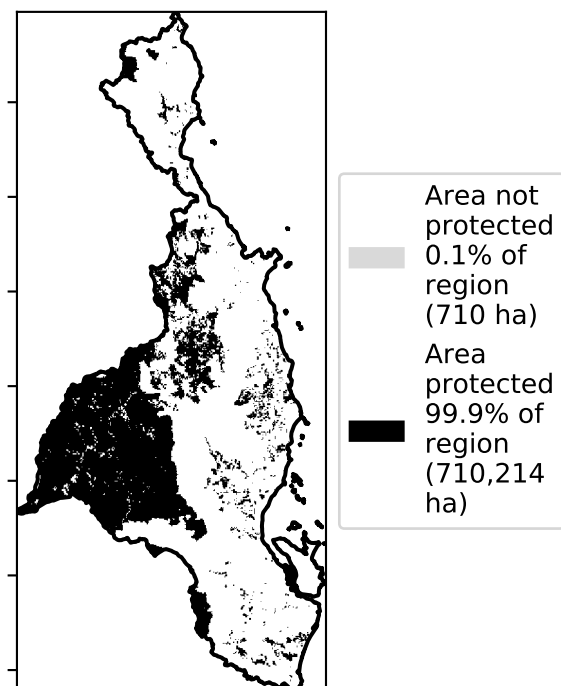 Area not
protected
0.1% of
region
(710 ha)
Area
protected
99.9% of
region
(710,214
ha)